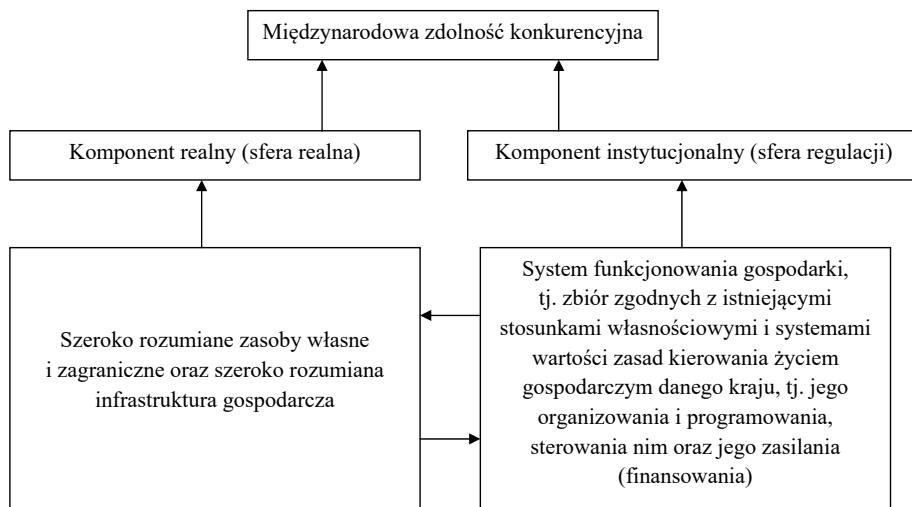 Międzynarodowa zdolność konkurencyjna
Komponent realny (sfera realna)
Komponent instytucjonalny (sfera regulacji)
Szeroko rozumiane zasoby własne
i zagraniczne oraz szeroko rozumiana
infrastruktura gospodarcza
System funkcjonowania gospodarki,
tj. zbiór zgodnych z istniejącymi
stosunkami własnościowymi i systemami
wartości zasad kierowania życiem
gospodarczym danego kraju, tj. jego
organizowania i programowania,
sterowania nim oraz jego zasilania
(finansowania)